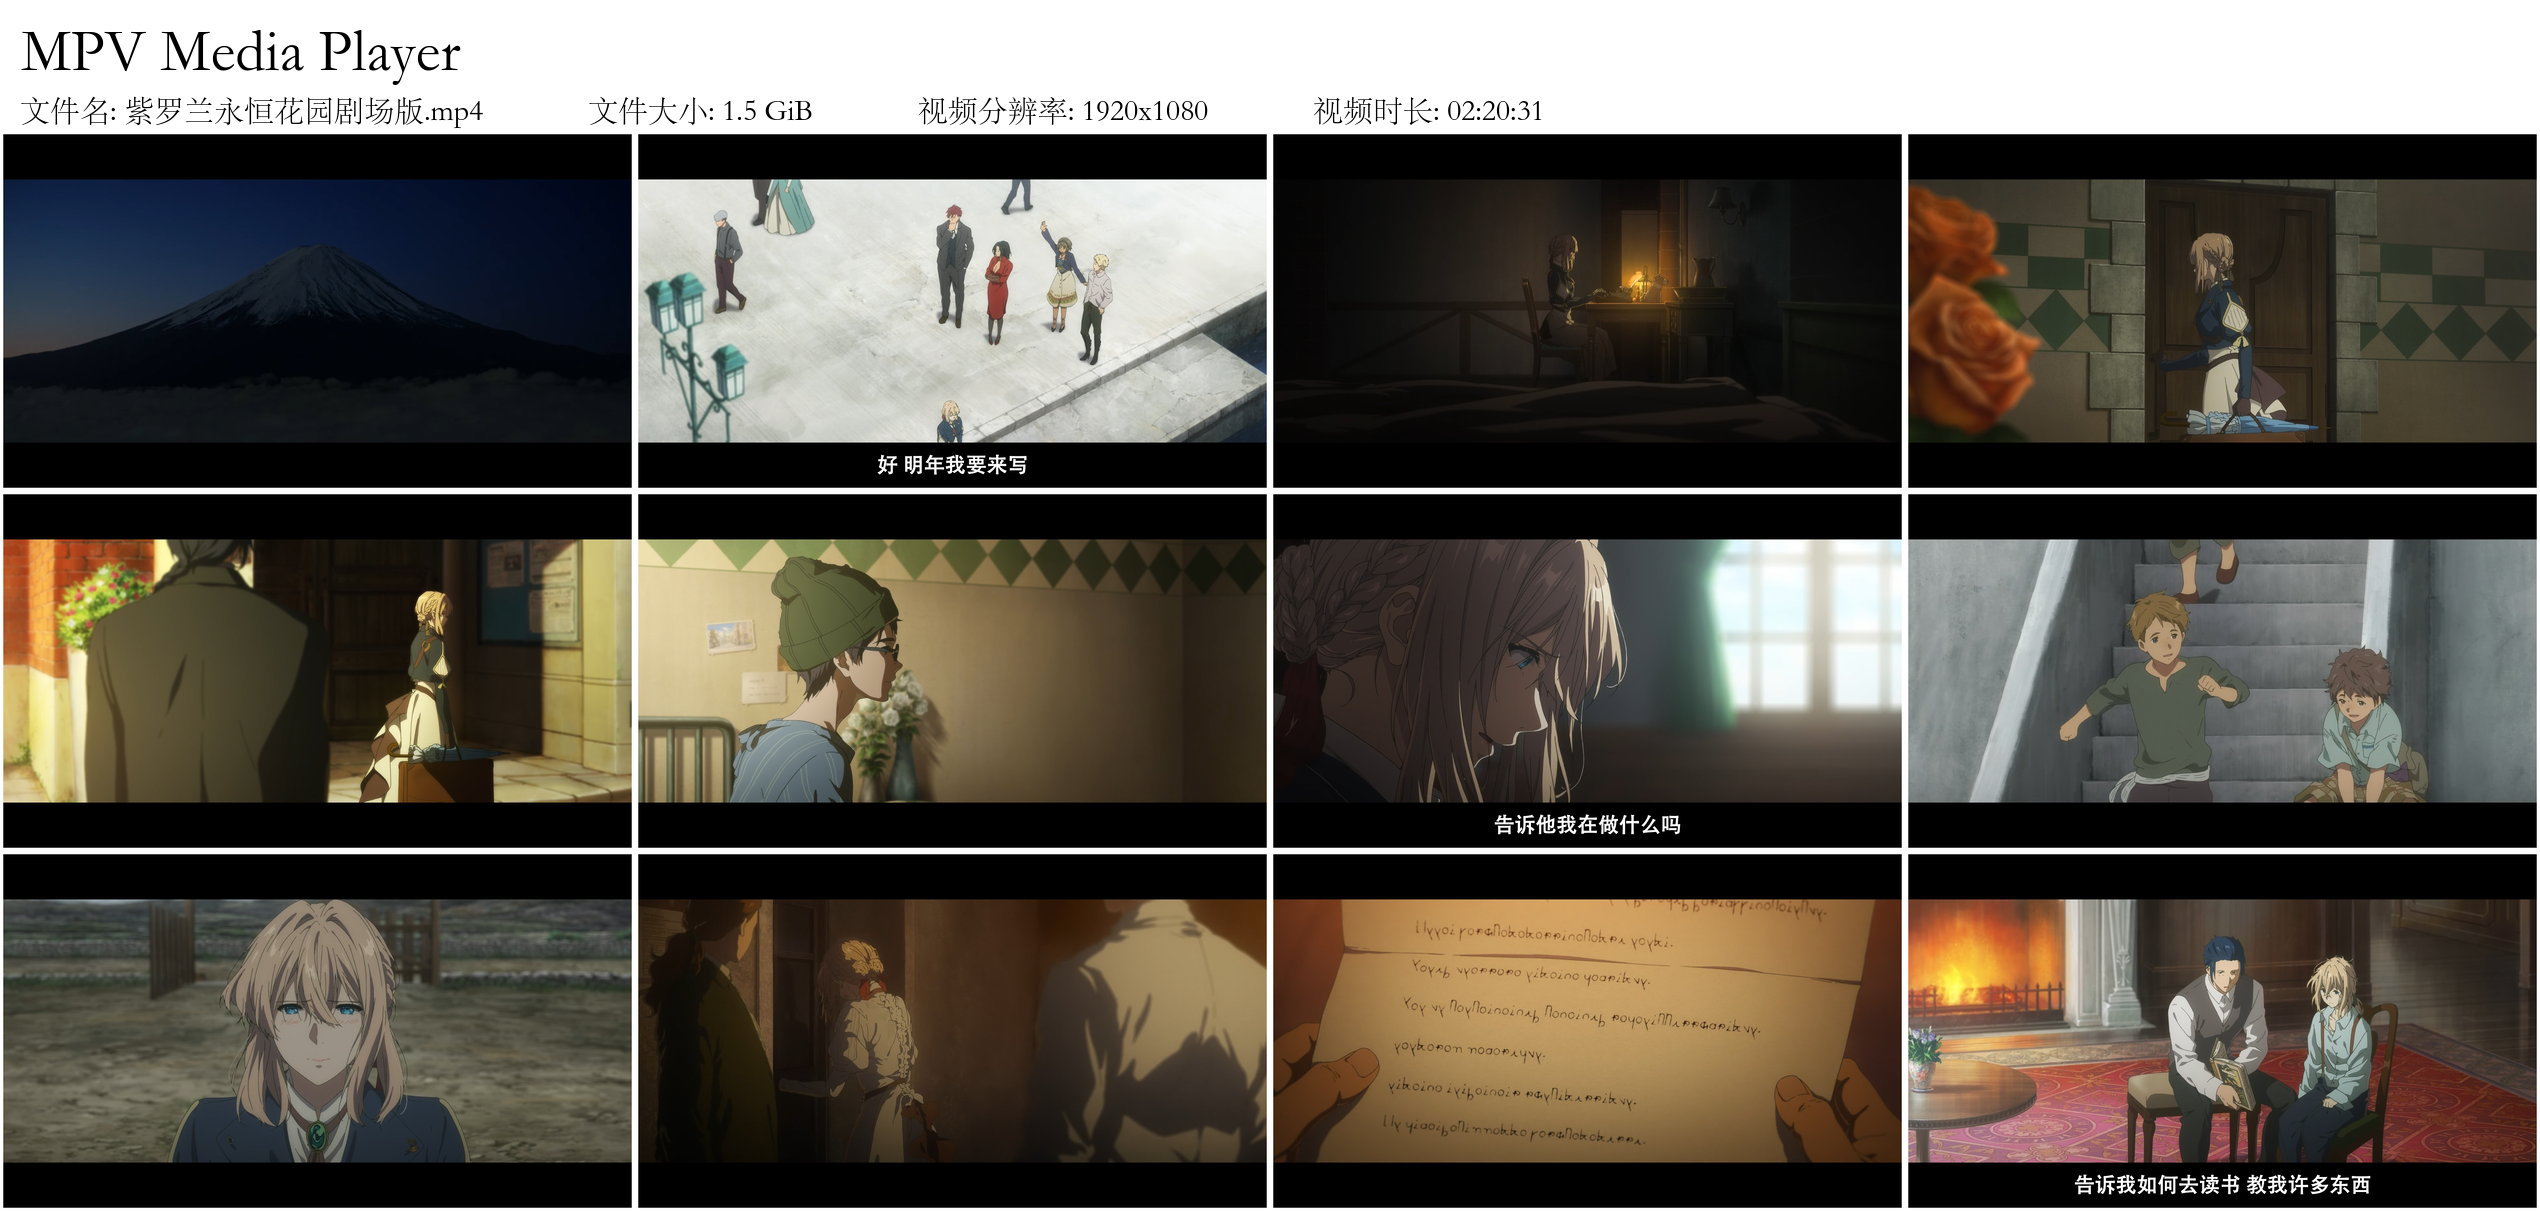 MPV Media Player
文件名: 紫罗兰永恒花园剧场版.mp4 文件大小: 1.5 GiB 视频分辨率: 1920x1080 视频时长: 02:20:31
好 明年我要来写
告诉他我在做什么吗
告诉我如何去读书 教我许多东西